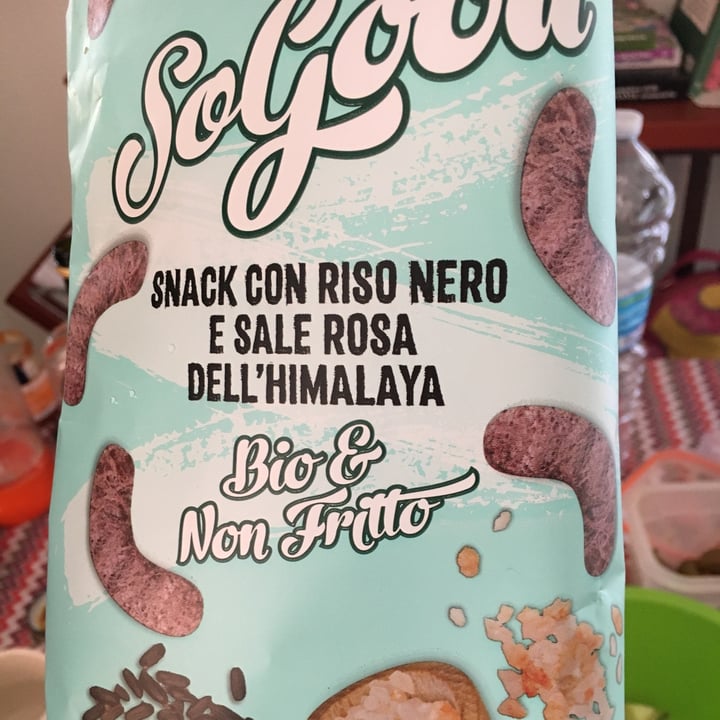 SoGood
SNACK CON RISO NERO
E SALE ROSA
DELL'HIMALAYA
Bio &
Non Fritto